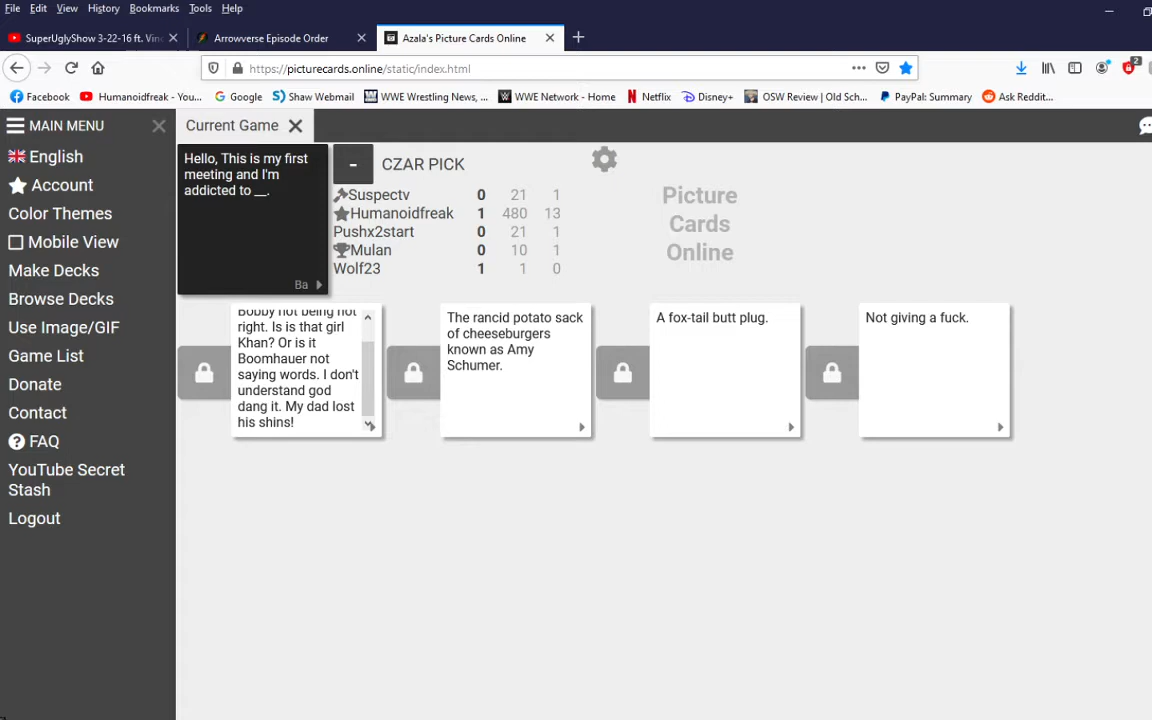 File Edit View History Bookmarks Tools Help
SuperUglyShow 3-22-16 ft. Vin
Arrowverse Episode Order
Azala's Picture Cards Online
https://picturecards.online/static/index.html
2
Facebook
Humanoidfreak - You...
Google
Shaw Webmail
WWE Wrestling News, ...
WWE Network - Home
Netflix
Disney+
OSW Review | Old Sch...
PayPal: Summary
Ask Reddit...
MAIN MENU
English
Account
Color Themes
Mobile View
Make Decks
Browse Decks
Use Image/GIF
Game List
Donate
Contact
FAQ
YouTube Secret
Stash
Logout
Current Game
Hello, This is my first
meeting and I'm
addicted to __.
Ba
- CZAR PICK
Suspectv 0 21 1
Humanoidfreak 1 480 13
Pushx2start 0 21 1
Mulan 0 10 1
Wolf23 1 1 0
Picture
Cards
Online
Bobby not being not
right. Is is that girl
Khan? Or is it
Boomhauer not
saying words. I don't
understand god
dang it. My dad lost
his shins!
The rancid potato sack
of cheeseburgers
known as Amy
Schumer.
A fox-tail butt plug.
Not giving a fuck.